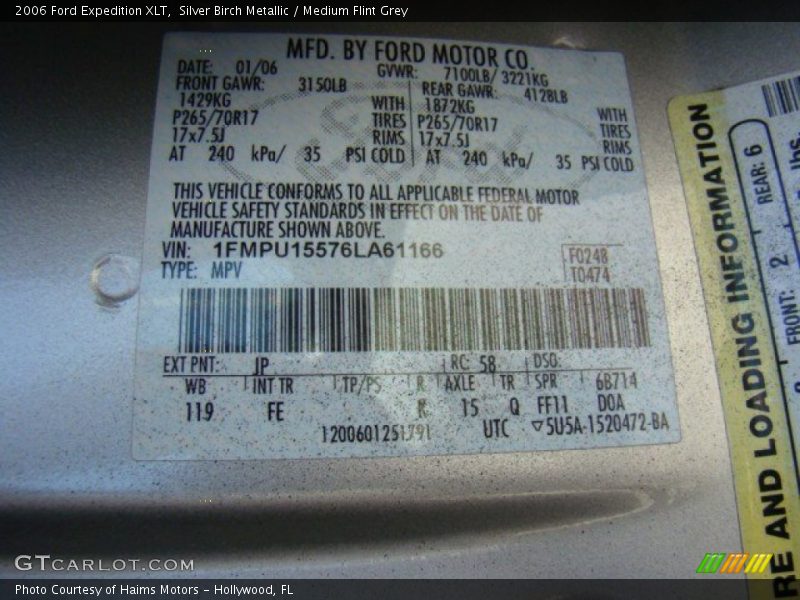 2006 Ford Expedition XLT,  Silver Birch Metallic / Medium Flint Grey
MFD. BY FORD MOTOR CO.
DATE: 01/06 GVWR: 7100LB/ 3221KG
FRONT GAWR: 3150LB REAR GAWR: 4128LB
1429KG WITH 1872KG WITH
P265/70R17 TIRES P265/70R17 TIRES
17x7.5J RIMS 17x7.5J RIMS
AT 240 kPa/ 35 PSI COLD AT 240 kPa/ 35 PSI COLD
THIS VEHICLE CONFORMS TO ALL APPLICABLE FEDERAL MOTOR
VEHICLE SAFETY STANDARDS IN EFFECT ON THE DATE OF
MANUFACTURE SHOWN ABOVE.
VIN: 1FMPU15576LA61166
TYPE: MPV
F0248
T0474
EXT PNT: JP RC: 58 DSO:
WB INT TR TP/PS R AXLE TR SPR 6B714
119 FE K 15 Q FF11 DOA
UTC ▽5U5A-1520472-BA
RE AND LOADING INFORMATION
REAR: 6
FRONT: 2
lbs.
GTCARLOT.COM
Photo Courtesy of Haims Motors – Hollywood, FL